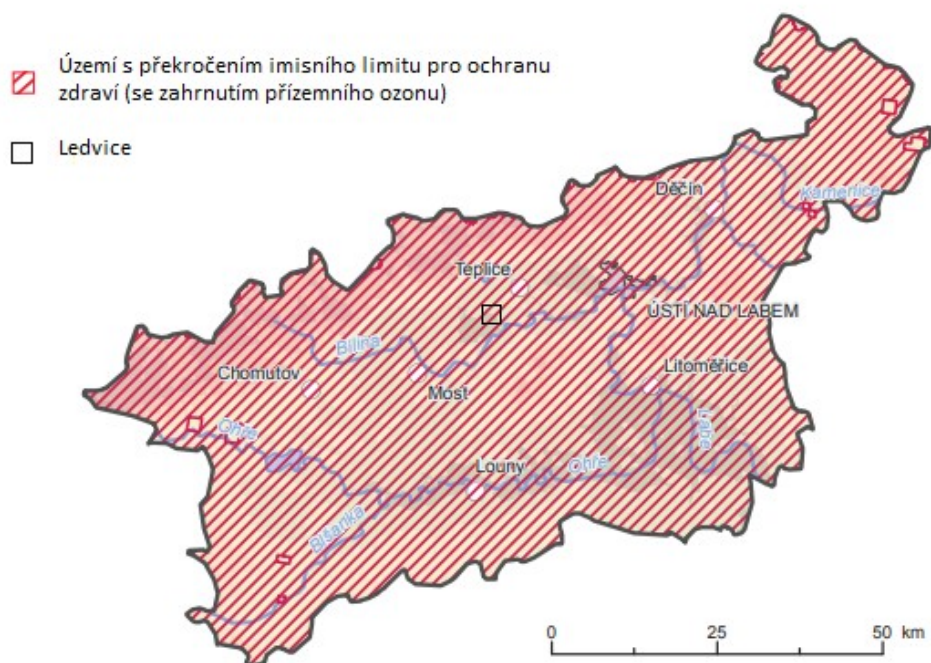 Území s překročením imisního limitu pro ochranu
zdraví (se zahrnutím přízemního ozonu)
Ledvice
Děčín
Kamenice
Teplice
ÚSTÍ NAD LABEM
Bílina
Chomutov
Most
Litoměřice
Labe
Ohře
Louny
Ohře
Blšanka
0 25 50 km